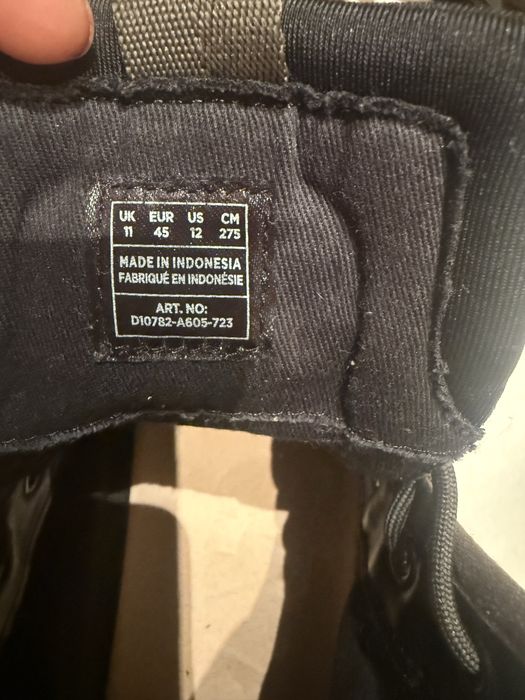 UK EUR US CM
11 45 12 275
MADE IN INDONESIA
FABRIQUÉ EN INDONÉSIE
ART. NO:
D10782-A605-723